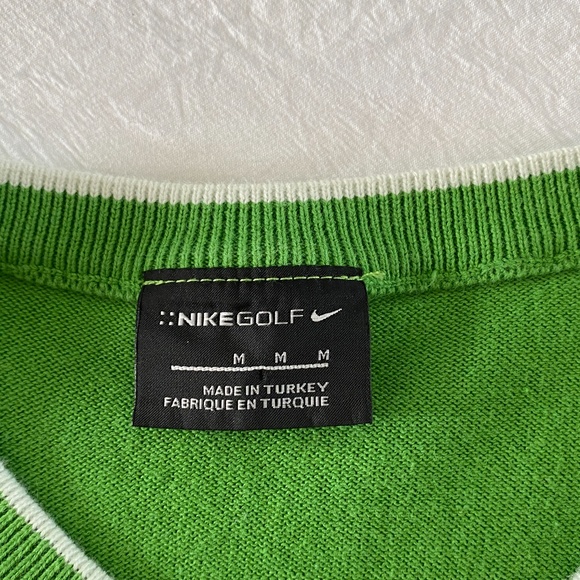 NIKEGOLF
M M M
MADE IN TURKEY
FABRIQUE EN TURQUIE